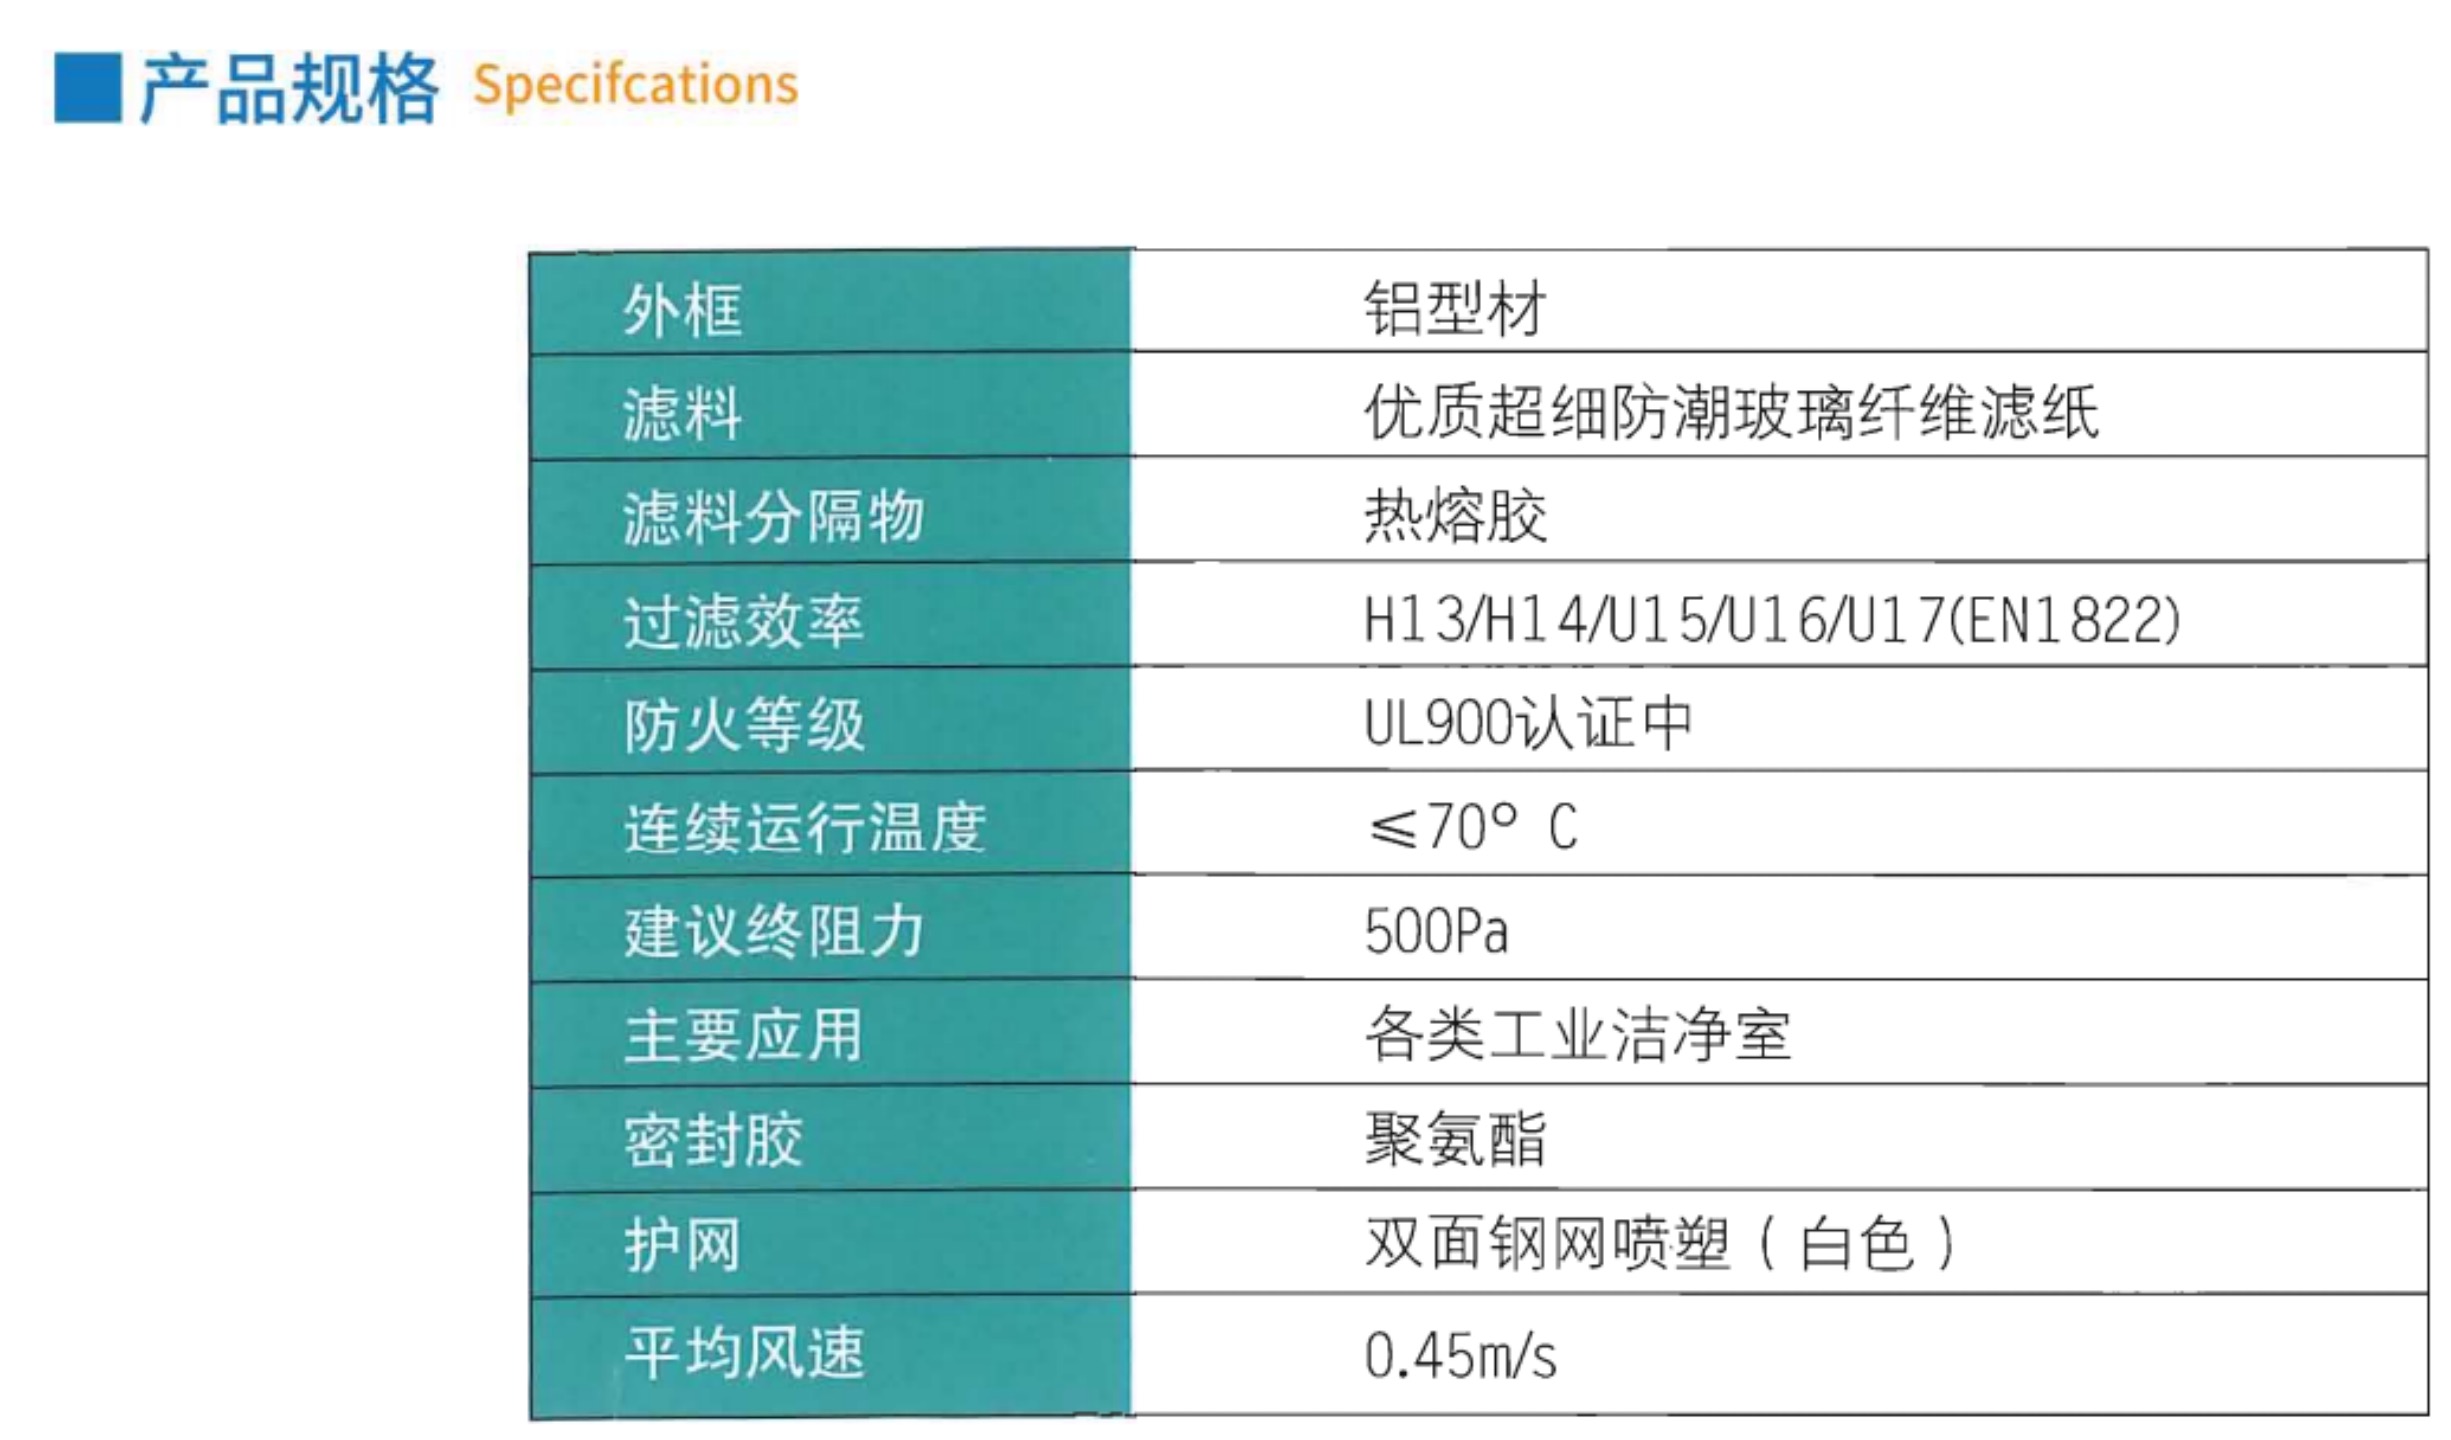 产品规格 Specifcations
外框 铝型材
滤料 优质超细防潮玻璃纤维滤纸
滤料分隔物 热熔胶
过滤效率 H13/H14/U15/U16/U17(EN1822)
防火等级 UL900认证中
连续运行温度 ≤70° C
建议终阻力 500Pa
主要应用 各类工业洁净室
密封胶 聚氨酯
护网 双面钢网喷塑（白色）
平均风速 0.45m/s